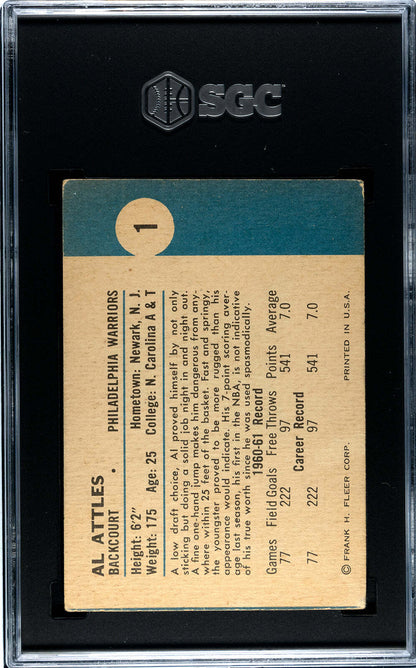 SGC
1
AL ATTLES
BACKCOURT • PHILADELPHIA WARRIORS
Height: 6'2" Hometown: Newark, N. J.
Weight: 175 Age: 25 College: N. Carolina A & T
A low draft choice, Al proved himself by not only
sticking but doing a solid job night in and night out.
A fine one-hand jump makes him dangerous from any-
where within 25 feet of the basket. Fast and springy,
the youngster proved to be more rugged than his
appearance would indicate. His 7-point scoring aver-
age last season, his first in the NBA, is not indicative
of his true worth since he was used spasmodically.
1960-61 Record
Games Field Goals Free Throws Points Average
77 222 97 541 7.0
Career Record
77 222 97 541 7.0
© FRANK H. FLEER CORP. PRINTED IN U.S.A.